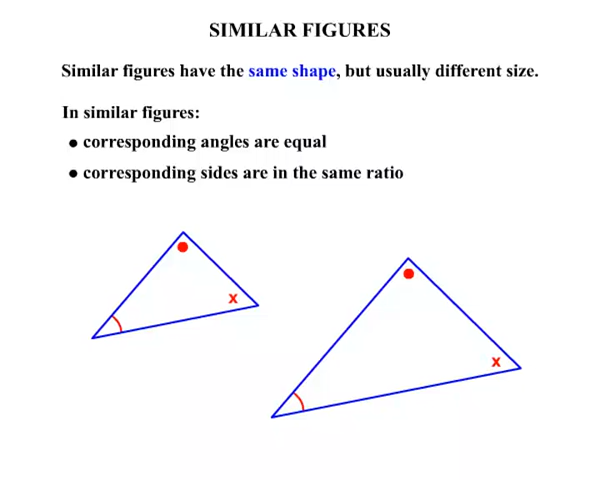 SIMILAR FIGURES
Similar figures have the same shape, but usually different size.
In similar figures:
● corresponding angles are equal
● corresponding sides are in the same ratio
x
x